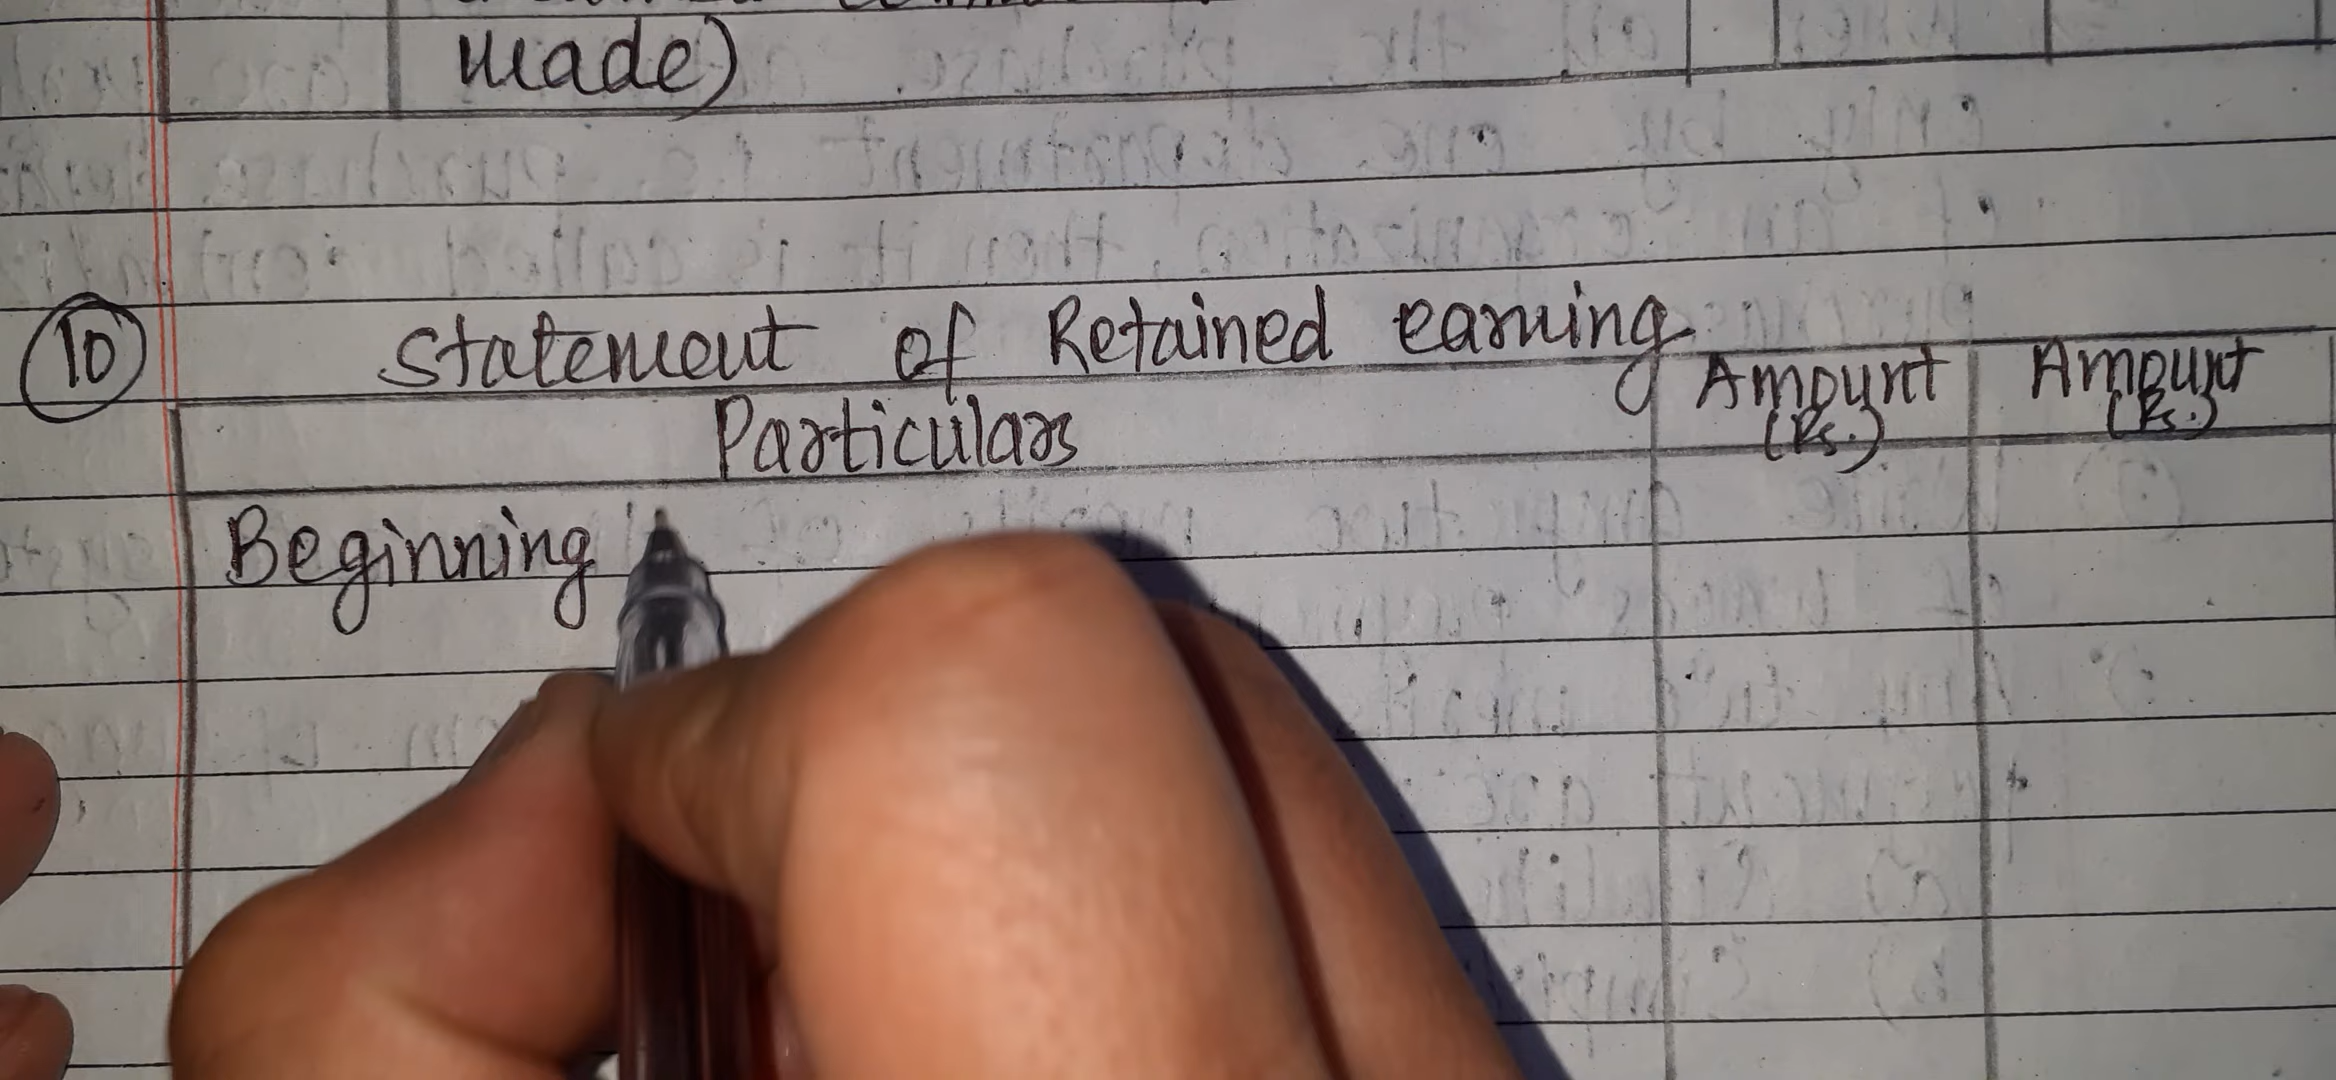 made)
10 Statement of Retained earning
Particulars Amount (Rs.) Amount (Rs.)
Beginning